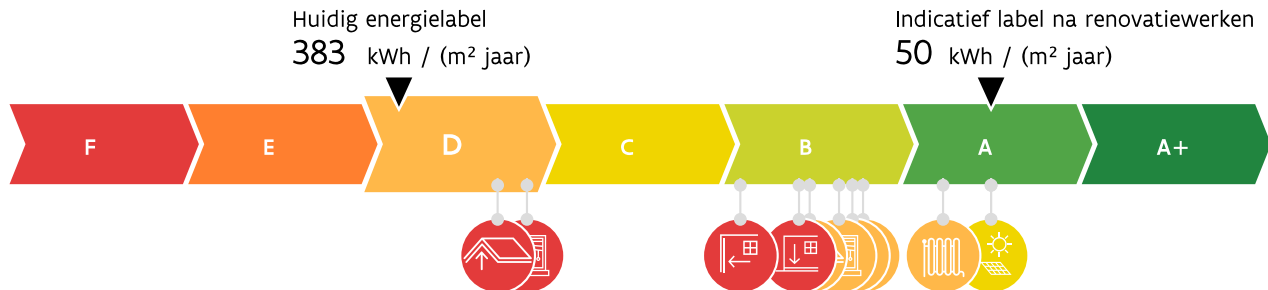 Huidig energielabel
383 kWh / (m² jaar)
Indicatief label na renovatiewerken
50 kWh / (m² jaar)
F E D C B A A+